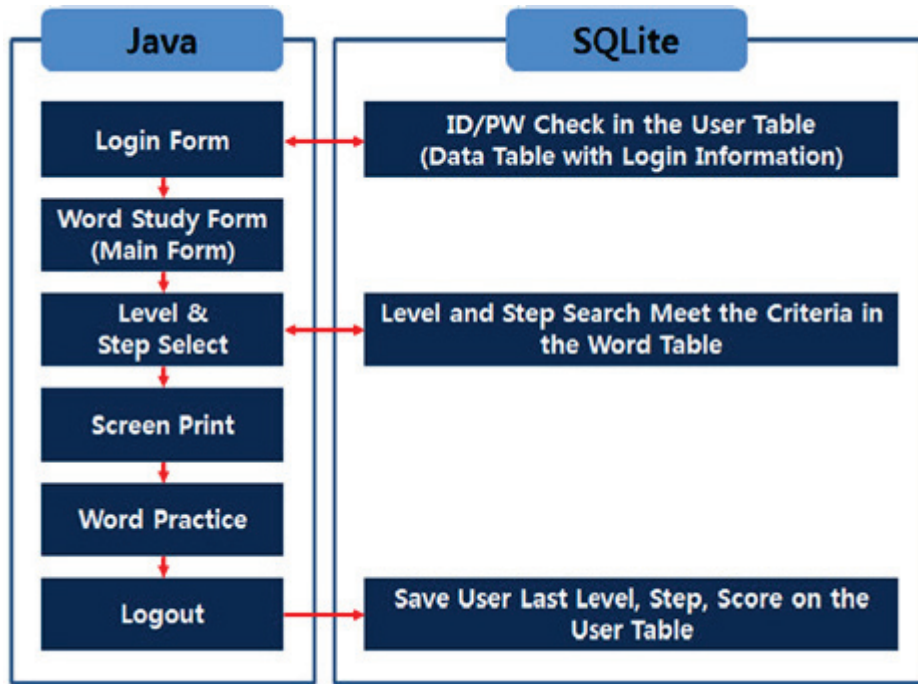 Java
SQLite
Login Form
ID/PW Check in the User Table
(Data Table with Login Information)
Word Study Form
(Main Form)
Level &
Step Select
Level and Step Search Meet the Criteria in
the Word Table
Screen Print
Word Practice
Logout
Save User Last Level, Step, Score on the
User Table